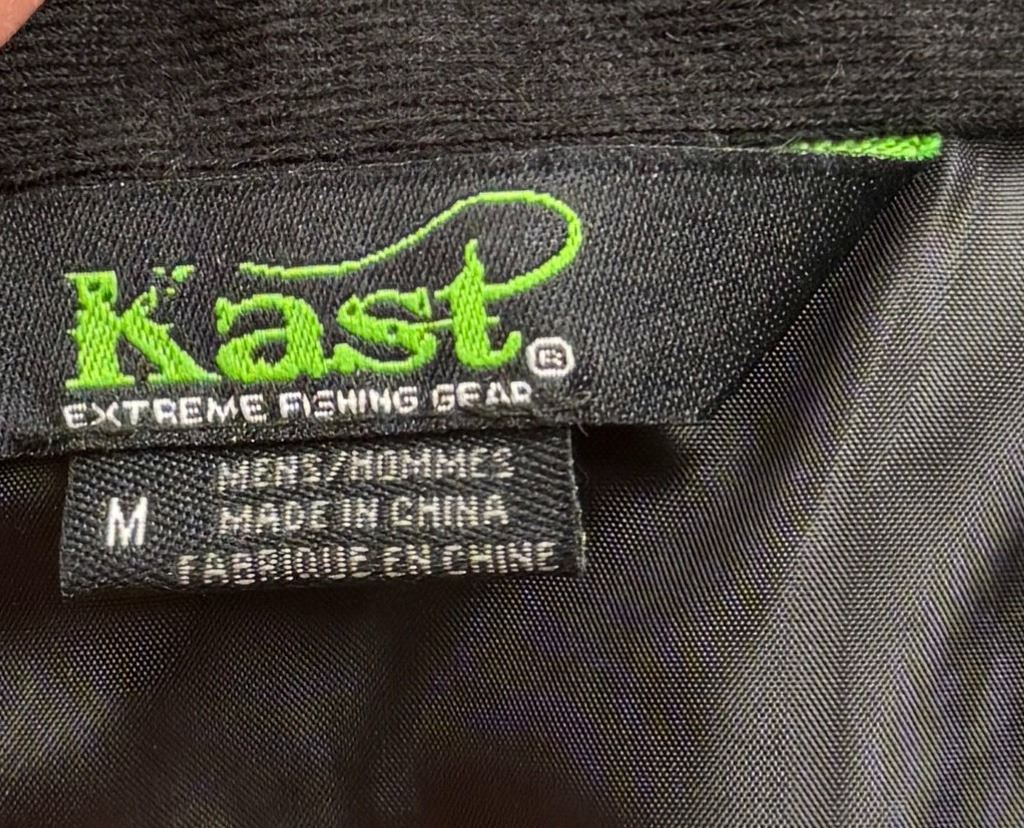 Kast®
EXTREME FISHING GEAR
M
MENS/HOMMES
MADE IN CHINA
FABRIQUE EN CHINE